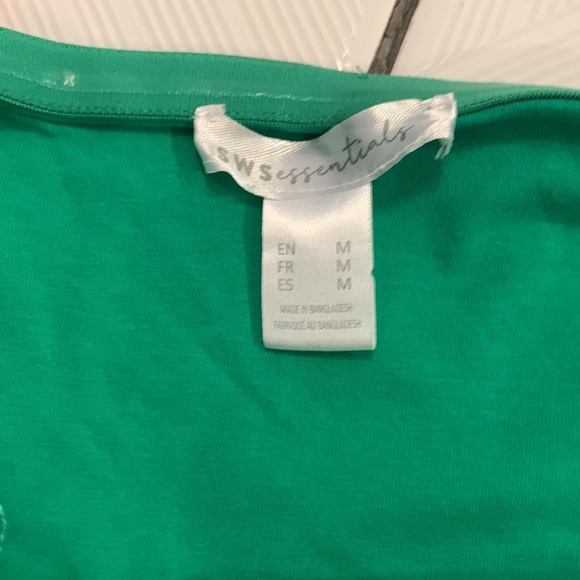 SWSessentials
EN M
FR M
ES M
MADE IN BANGLADESH
FABRIQUÉ AU BANGLADESH